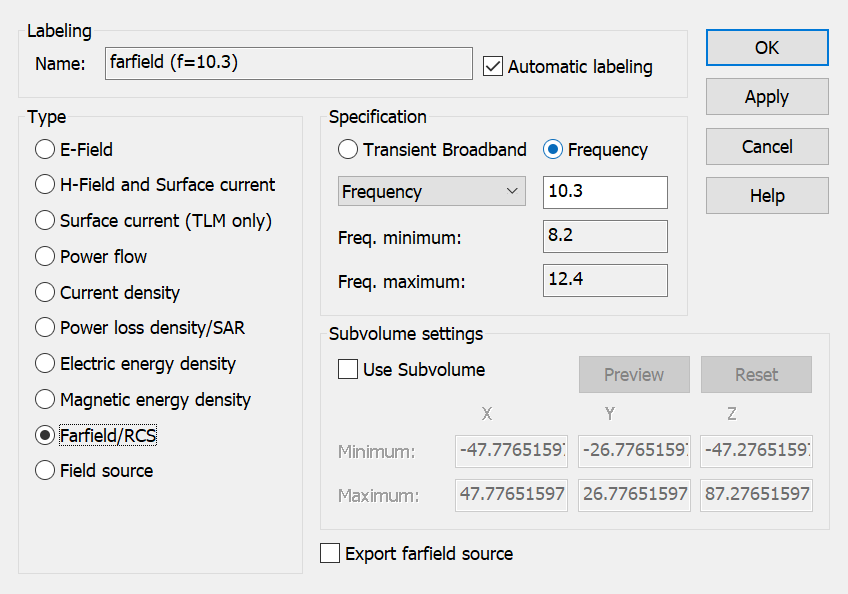 Labeling
Name: farfield (f=10.3) Automatic labeling
OK
Apply
Cancel
Help
Type
E-Field
H-Field and Surface current
Surface current (TLM only)
Power flow
Current density
Power loss density/SAR
Electric energy density
Magnetic energy density
Farfield/RCS
Field source
Specification
Transient Broadband Frequency
Frequency 10.3
Freq. minimum: 8.2
Freq. maximum: 12.4
Subvolume settings
Use Subvolume Preview Reset
X Y Z
Minimum: -47.7765159 -26.7765159 -47.2765159
Maximum: 47.77651597 26.77651597 87.27651597
Export farfield source